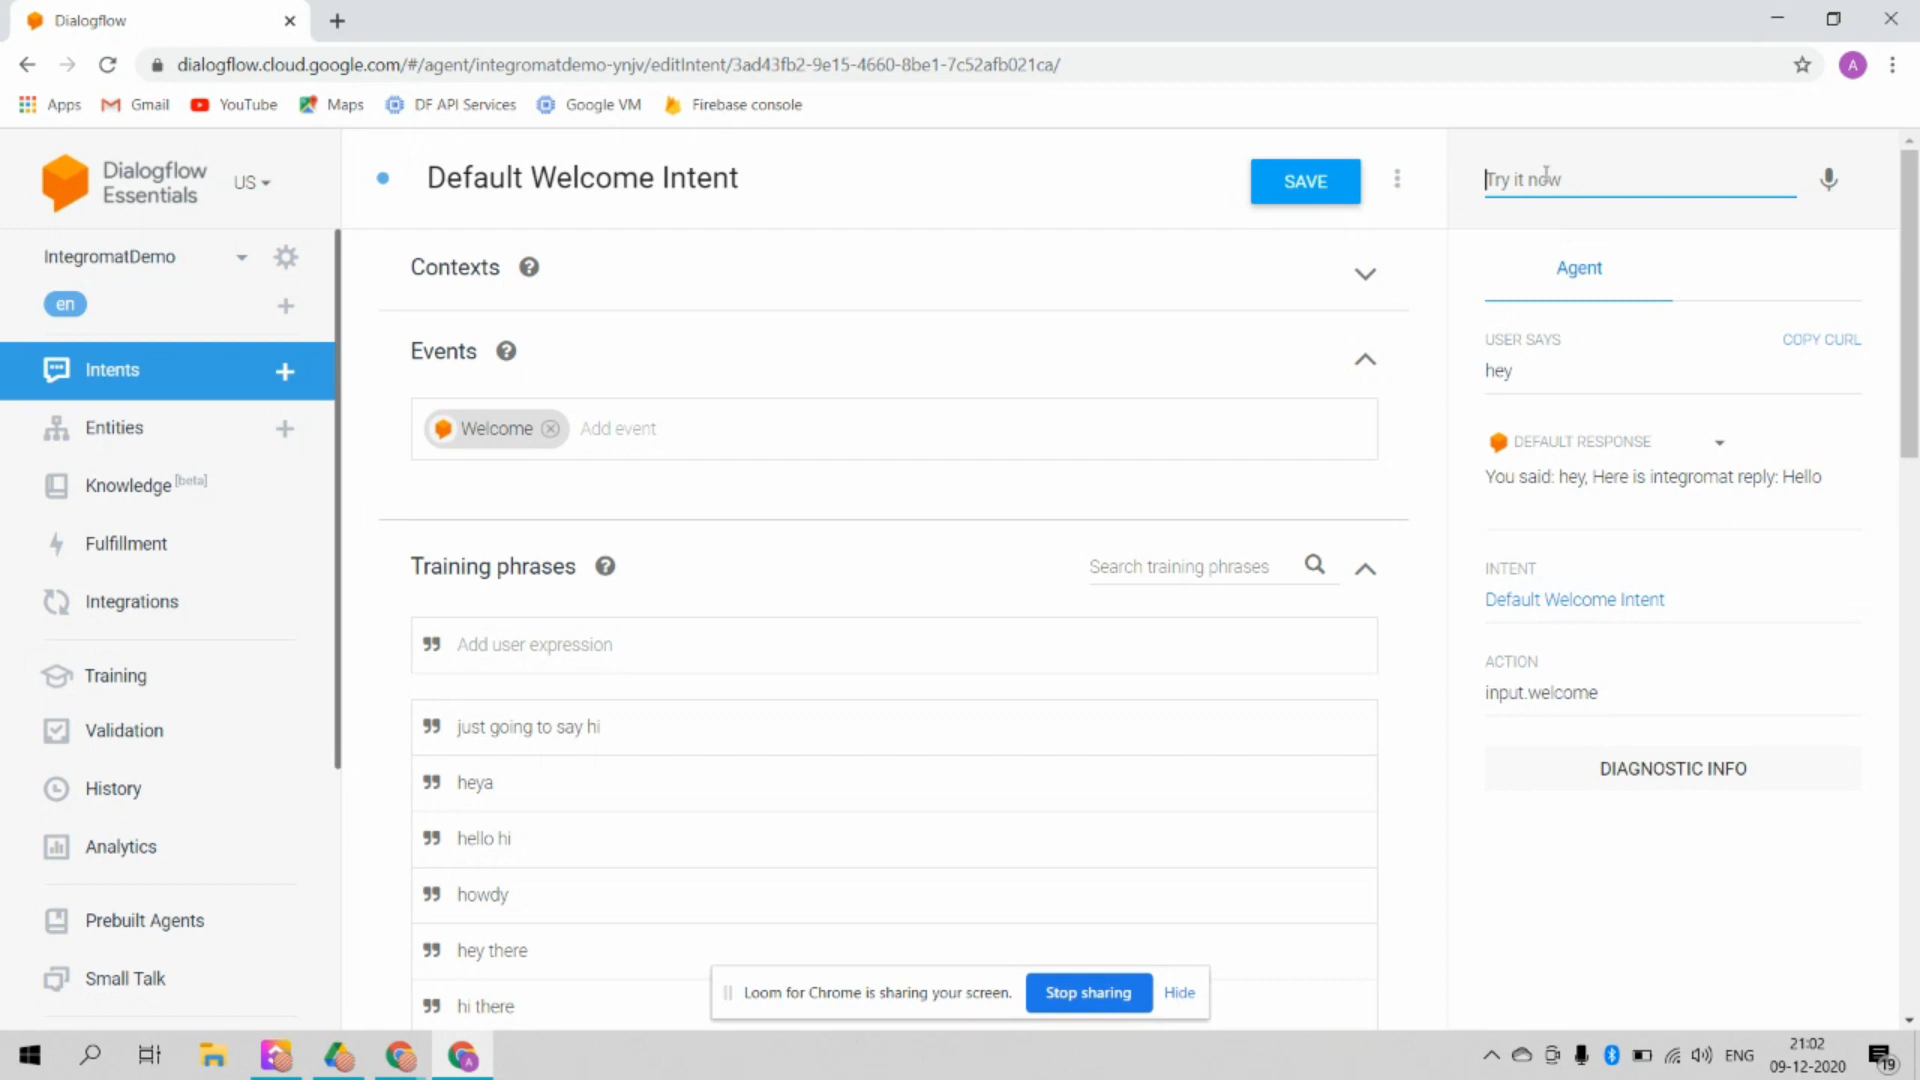 Dialogflow
dialogflow.cloud.google.com/#/agent/integromatdemo-ynjv/editIntent/3ad43fb2-9e15-4660-8be1-7c52afb021ca/
A
Apps Gmail YouTube Maps DF API Services Google VM Firebase console
Dialogflow
Essentials
US
IntegromatDemo
en
Intents
Entities
Knowledge [beta]
Fulfillment
Integrations
Training
Validation
History
Analytics
Prebuilt Agents
Small Talk
Default Welcome Intent
SAVE
Contexts
Events
Welcome Add event
Training phrases
Search training phrases
Add user expression
just going to say hi
heya
hello hi
howdy
hey there
hi there
Try it now
Agent
USER SAYS COPY CURL
hey
DEFAULT RESPONSE
You said: hey, Here is integromat reply: Hello
INTENT
Default Welcome Intent
ACTION
input.welcome
DIAGNOSTIC INFO
Loom for Chrome is sharing your screen. Stop sharing Hide
A
ENG
21:02
09-12-2020
19